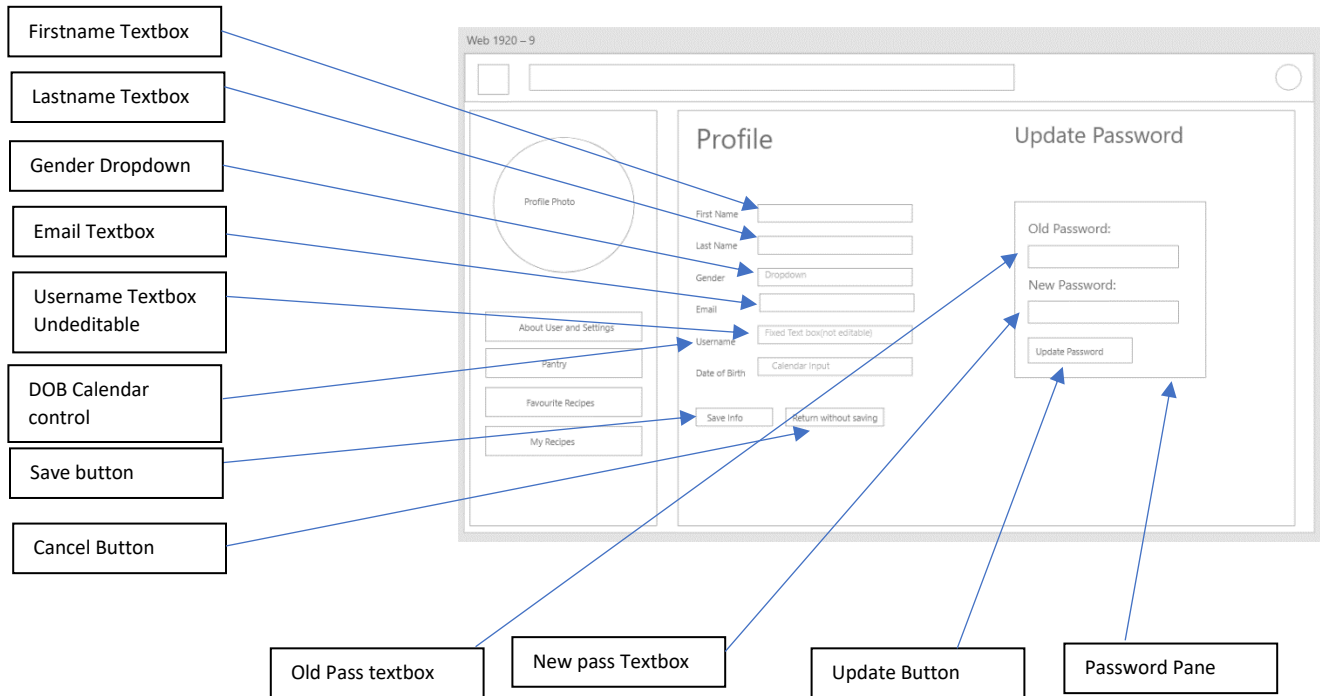 Firstname Textbox
Lastname Textbox
Gender Dropdown
Email Textbox
Username Textbox
Undeditable
DOB Calendar
control
Save button
Cancel Button
Web 1920 – 9
Profile Photo
About User and Settings
Pantry
Favourite Recipes
My Recipes
Profile
First Name
Last Name
Gender
Dropdown
Email
Username
Fixed Text box(not editable)
Date of Birth
Calendar Input
Save Info
Return without saving
Update Password
Old Password:
New Password:
Update Password
Old Pass textbox
New pass Textbox
Update Button
Password Pane